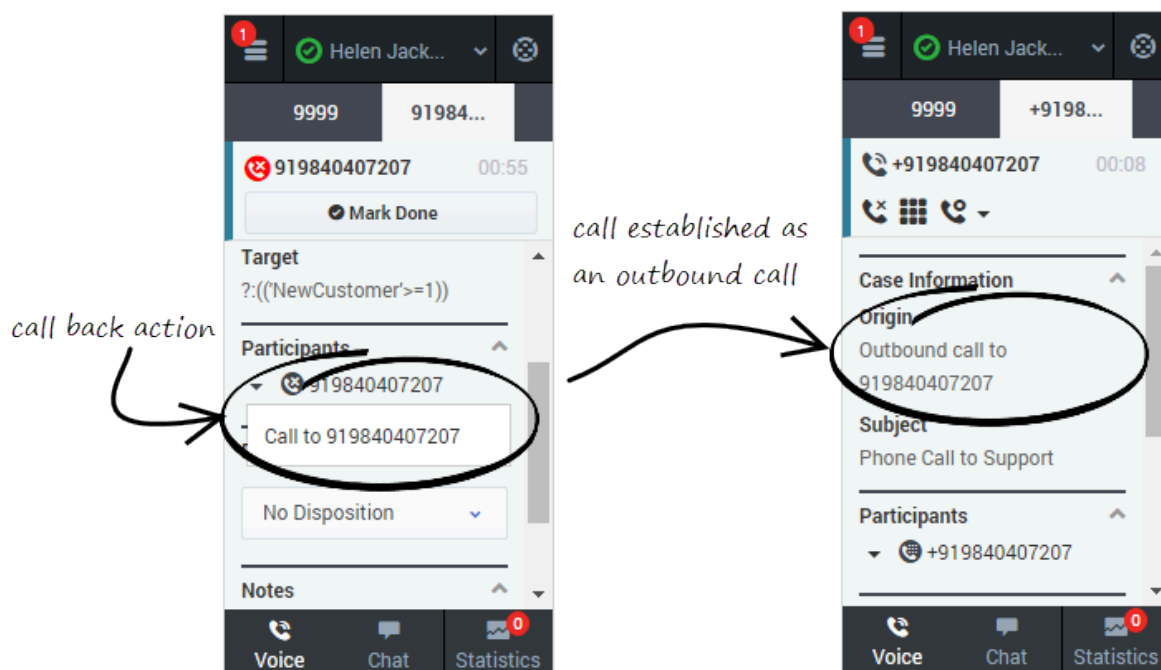 1
Helen Jack...
9999
91984...
919840407207
00:55
Mark Done
Target
?:(('NewCustomer'>=1))
Participants
919840407207
Call to 919840407207
No Disposition
Notes
Voice
Chat
0
Statistics
call back action
call established as
an outbound call
1
Helen Jack...
9999
+9198...
+919840407207
00:08
Case Information
Origin
Outbound call to
919840407207
Subject
Phone Call to Support
Participants
+919840407207
Voice
Chat
0
Statistics